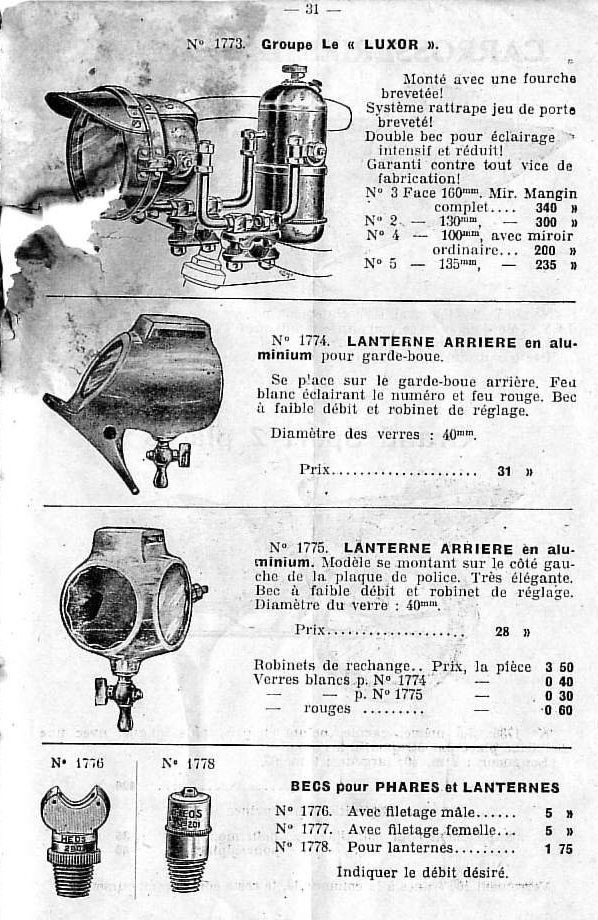 — 31 —
N° 1773. Groupe Le « LUXOR ».
Monté avec une fourche
brevetée!
Système rattrape jeu de porte
breveté!
Double bec pour éclairage
intensif et réduit!
Garanti contre tout vice de
fabrication!
N° 3 Face 160mm. Mir. Mangin
complet.... 340 »
N° 2 — 130mm, — 300 »
N° 4 — 100mm, avec miroir
ordinaire... 200 »
N° 5 — 135mm, — 235 »
N° 1774. LANTERNE ARRIERE en alu-
minium pour garde-boue.
Se place sur le garde-boue arrière. Feu
blanc éclairant le numéro et feu rouge. Bec
à faible débit et robinet de réglage.
Diamètre des verres : 40mm.
Prix..................... 31 »
N° 1775. LANTERNE ARRIERE en alu-
minium. Modèle se montant sur le côté gau-
che de la plaque de police. Très élégante.
Bec à faible débit et robinet de réglage.
Diamètre du verre : 40mm.
Prix..................... 28 »
Robinets de rechange.. Prix, la pièce 3 50
Verres blancs p. N° 1774 — 0 40
— — p. N° 1775 — 0 30
— rouges ......... — 0 60
N° 1776 N° 1778
HEOS
HEOS
201
BECS pour PHARES et LANTERNES
N° 1776. Avec filetage mâle...... 5 »
N° 1777. Avec filetage femelle... 5 »
N° 1778. Pour lanternes......... 1 75
Indiquer le débit désiré.